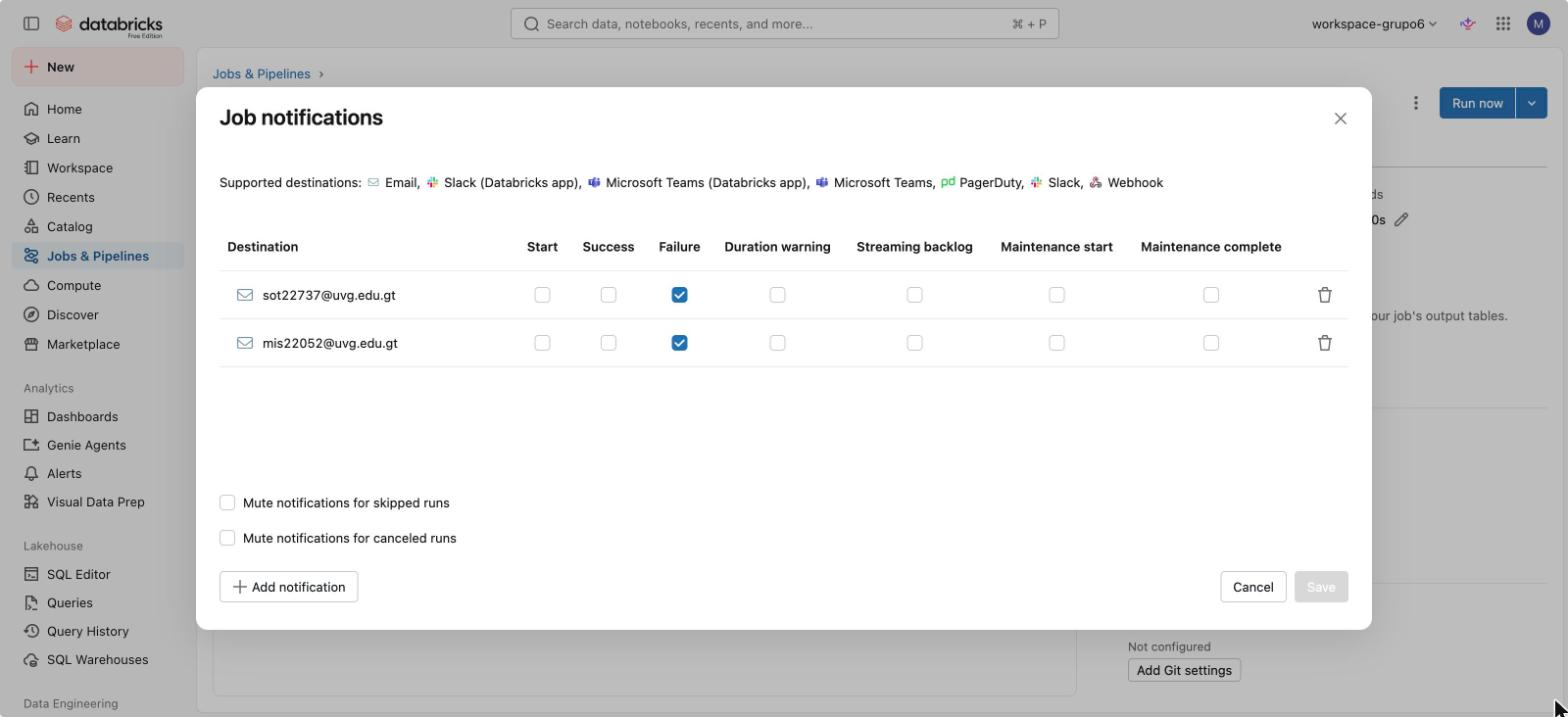 databricks
Free Edition
Search data, notebooks, recents, and more...
⌘ + P
workspace-grupo6
M
New
Home
Learn
Workspace
Recents
Catalog
Jobs & Pipelines
Compute
Discover
Marketplace
Analytics
Dashboards
Genie Agents
Alerts
Visual Data Prep
Lakehouse
SQL Editor
Queries
Query History
SQL Warehouses
Data Engineering
Jobs & Pipelines ›
Run now
ds
0s
our job's output tables.
Job notifications
Supported destinations: Email, Slack (Databricks app), Microsoft Teams (Databricks app), Microsoft Teams, pd PagerDuty, Slack, Webhook
Destination Start Success Failure Duration warning Streaming backlog Maintenance start Maintenance complete
sot22737@uvg.edu.gt
mis22052@uvg.edu.gt
Mute notifications for skipped runs
Mute notifications for canceled runs
Add notification
Cancel
Save
Not configured
Add Git settings